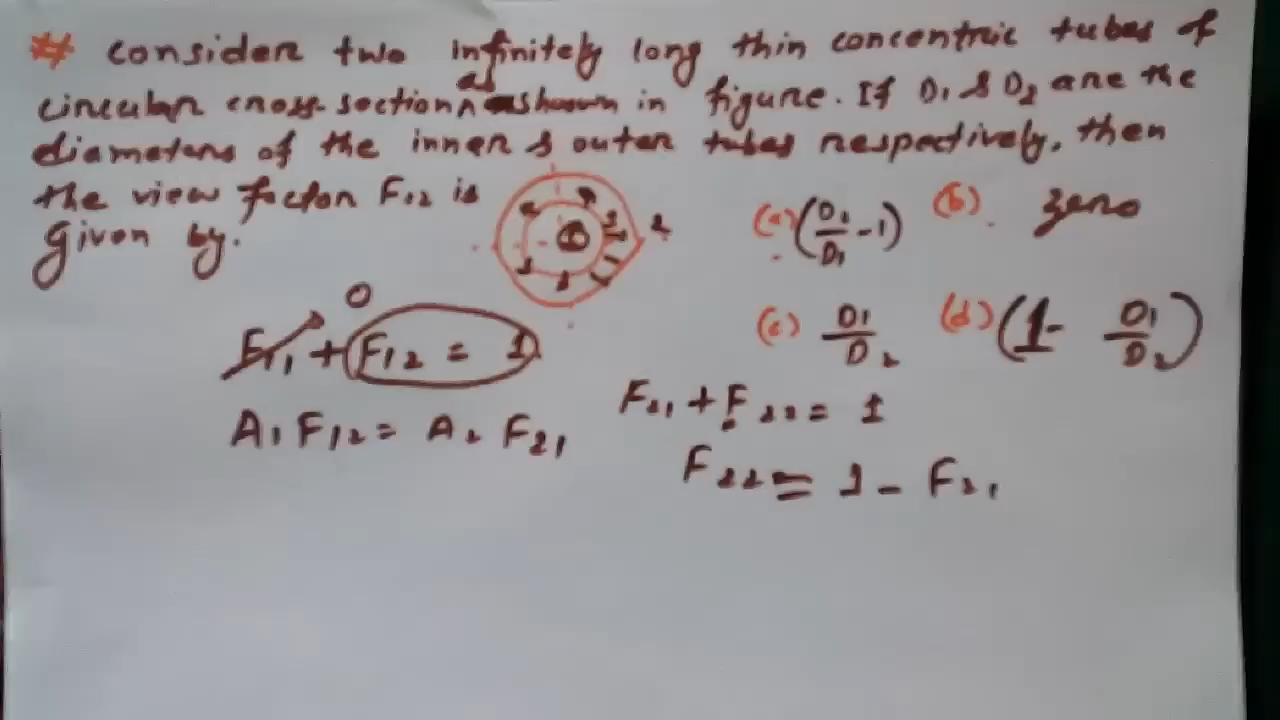 # Consider two infinitely long thin concentric tubes of
circular cross section as shown in figure. If D1 & D2 are the
diameters of the inner & outer tubes respectively, then
the view factor F12 is
given by.
1 2
(a) (D1/D1 - 1) (b) zero
(c) D1/D2 (d) (1 - D1/D2)
0
F11 + F12 = 1
F21 + F22 = 1
A1 F12 = A2 F21
F22 = 1 - F21